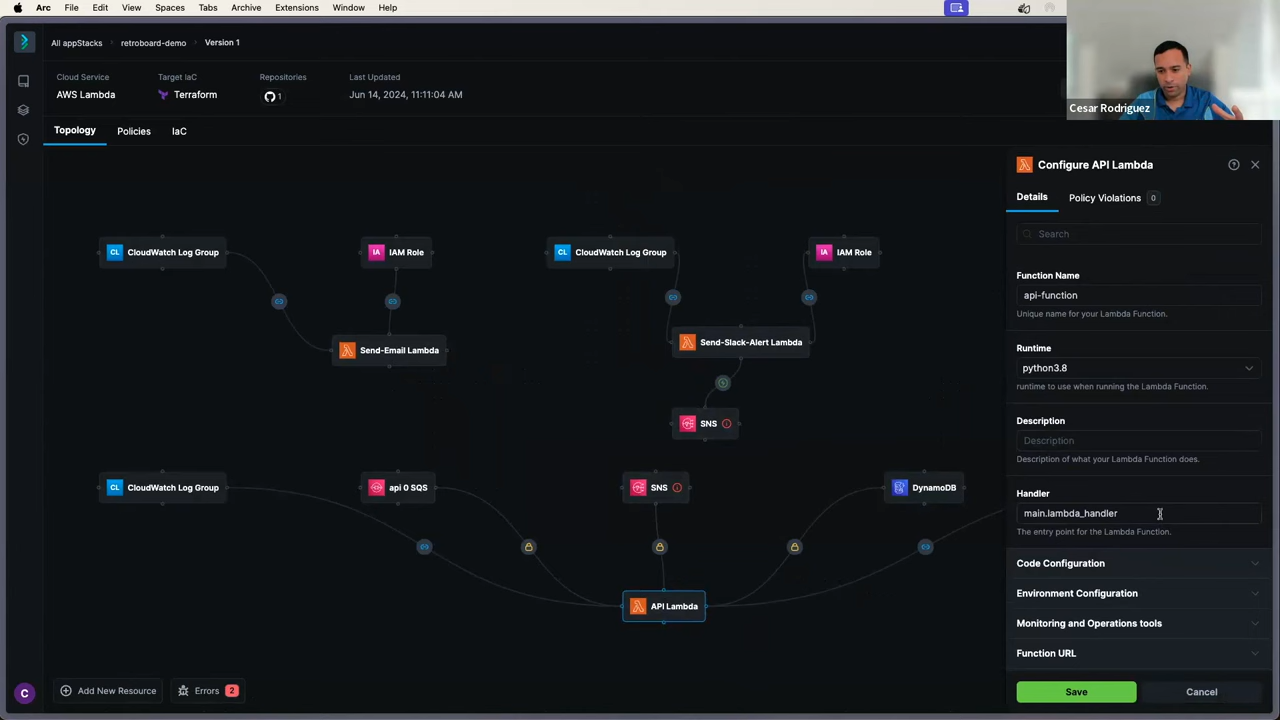 Arc File Edit View Spaces Tabs Archive Extensions Window Help
All appStacks retroboard-demo Version 1
Cloud Service Target IaC Repositories Last Updated
AWS Lambda Terraform 1 Jun 14, 2024, 11:11:04 AM
Cesar Rodriguez
Topology Policies IaC
CL CloudWatch Log Group IA IAM Role CL CloudWatch Log Group IA IAM Role
Send-Email Lambda Send-Slack-Alert Lambda
SNS
CL CloudWatch Log Group api 0 SQS SNS DynamoDB
API Lambda
Add New Resource Errors 2
C
Configure API Lambda
Details Policy Violations 0
Search
Function Name
api-function
Unique name for your Lambda Function.
Runtime
python3.8
runtime to use when running the Lambda Function.
Description
Description
Description of what your Lambda Function does.
Handler
main.lambda_handler
The entry point for the Lambda Function.
Code Configuration
Environment Configuration
Monitoring and Operations tools
Function URL
Save Cancel